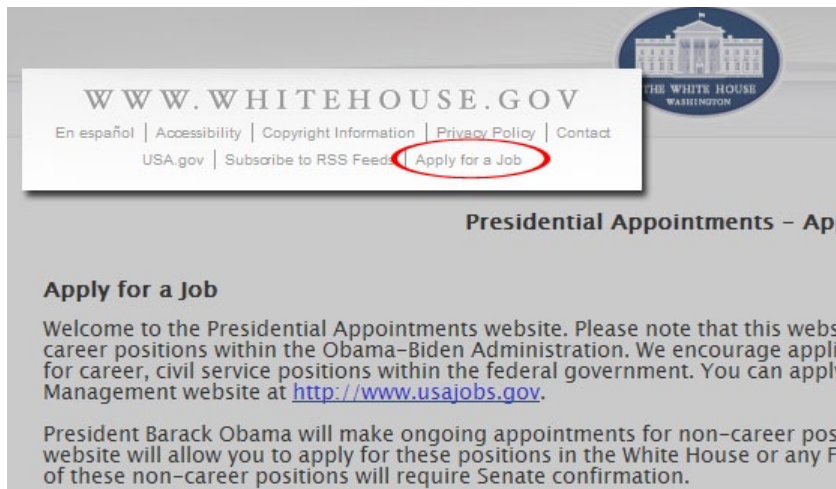 THE WHITE HOUSE
WASHINGTON
WWW.WHITEHOUSE.GOV
En español | Accessibility | Copyright Information | Privacy Policy | Contact
USA.gov | Subscribe to RSS Feeds | Apply for a Job
Presidential Appointments – Ap
Apply for a Job
Welcome to the Presidential Appointments website. Please note that this webs
career positions within the Obama–Biden Administration. We encourage appli
for career, civil service positions within the federal government. You can apply
Management website at http://www.usajobs.gov.
President Barack Obama will make ongoing appointments for non–career pos
website will allow you to apply for these positions in the White House or any F
of these non–career positions will require Senate confirmation.